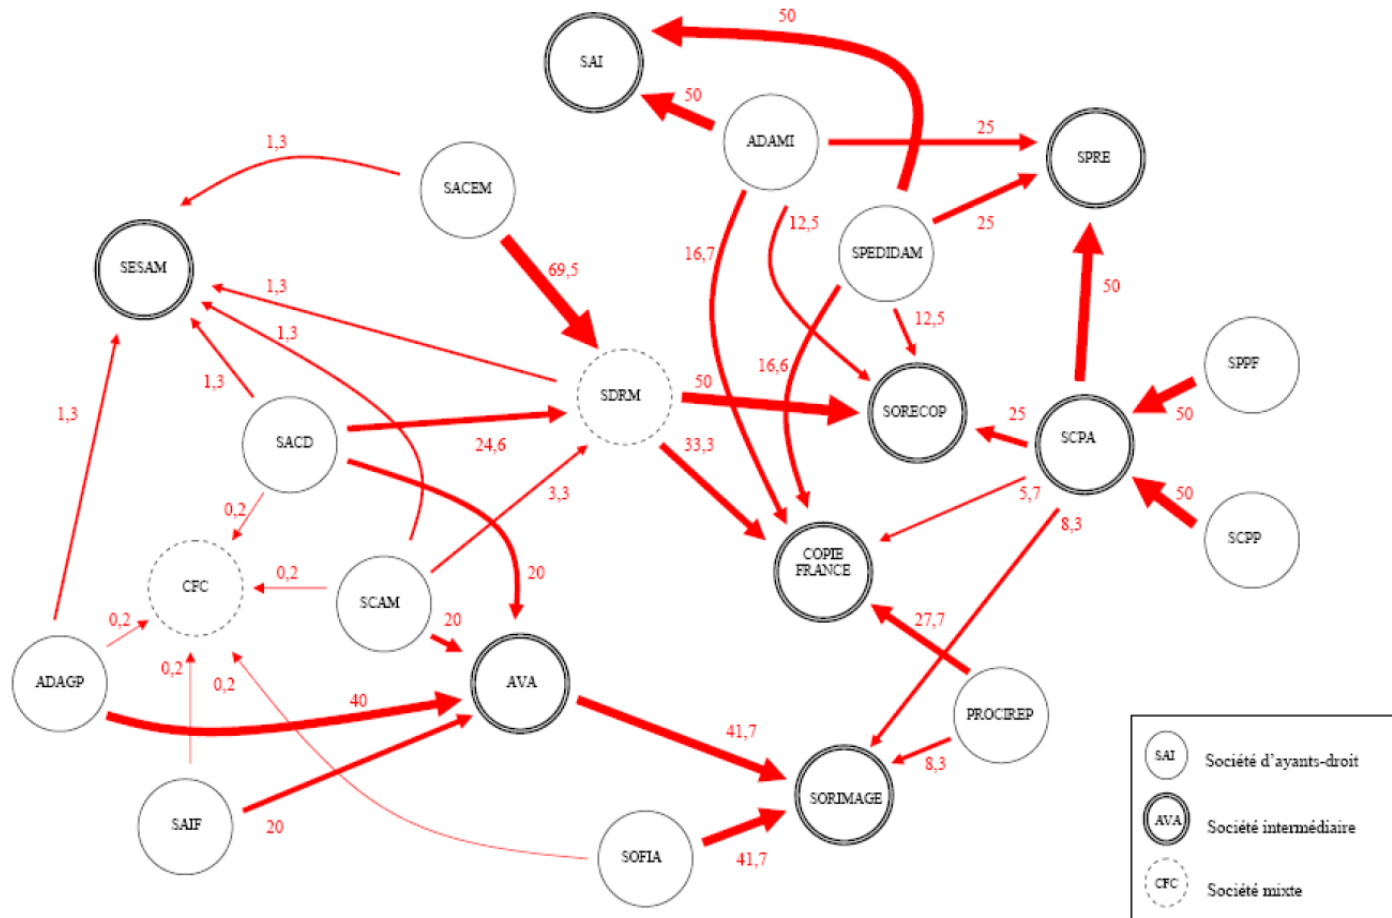 50
SAI
50
ADAMI
25
SPRE
1,3
SACEM
12,5
25
SPEDIDAM
16,7
SESAM
69,5
1,3
50
12,5
1,3
SPPF
16,6
1,3
SDRM
50
50
1,3
SORECOP
25
SCPA
SACD
24,6
33,3
3,3
5,7
50
0,2
8,3
SCPP
COPIE
FRANCE
CFC
0,2
20
SCAM
0,2
20
27,7
0,2
0,2
ADAGP
AVA
40
PROCIREP
41,7
8,3
SORIMAGE
SAIF
20
SOFIA
41,7
SAI Société d'ayants-droit
AVA Société intermédiaire
CFC Société mixte